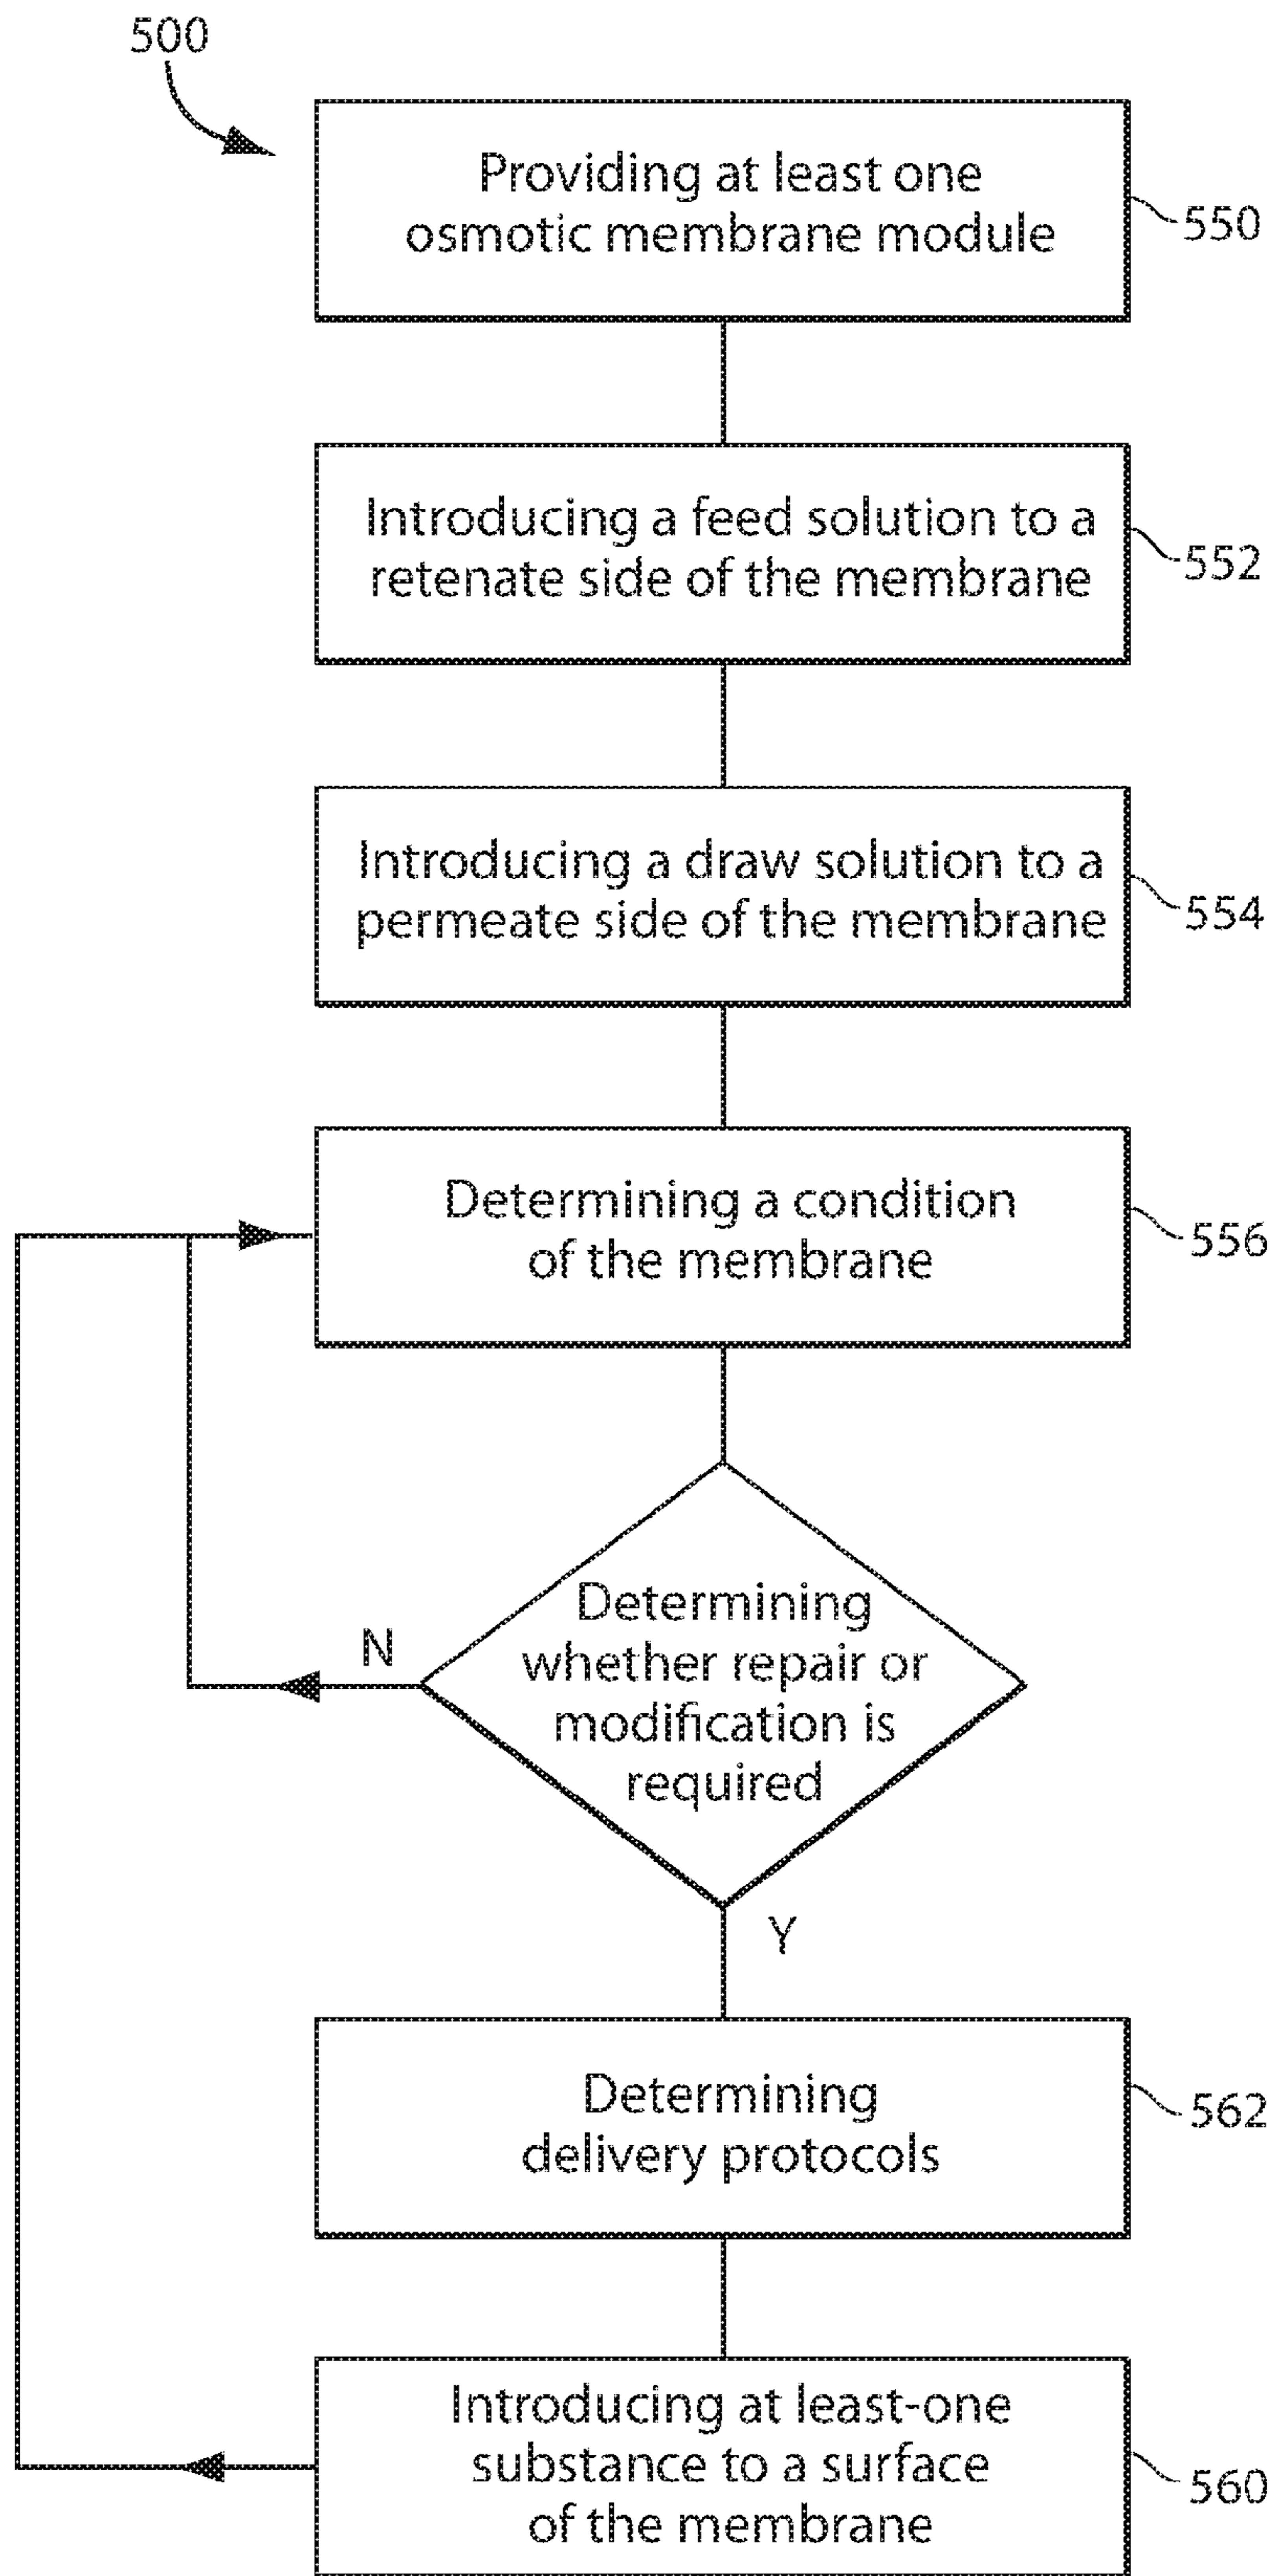 500
Providing at least one
osmotic membrane module
550
Introducing a feed solution to a
retenate side of the membrane
552
Introducing a draw solution to a
permeate side of the membrane
554
Determining a condition
of the membrane
556
Determining
whether repair or
modification is
required
N
Y
Determining
delivery protocols
562
Introducing at least-one
substance to a surface
of the membrane
560